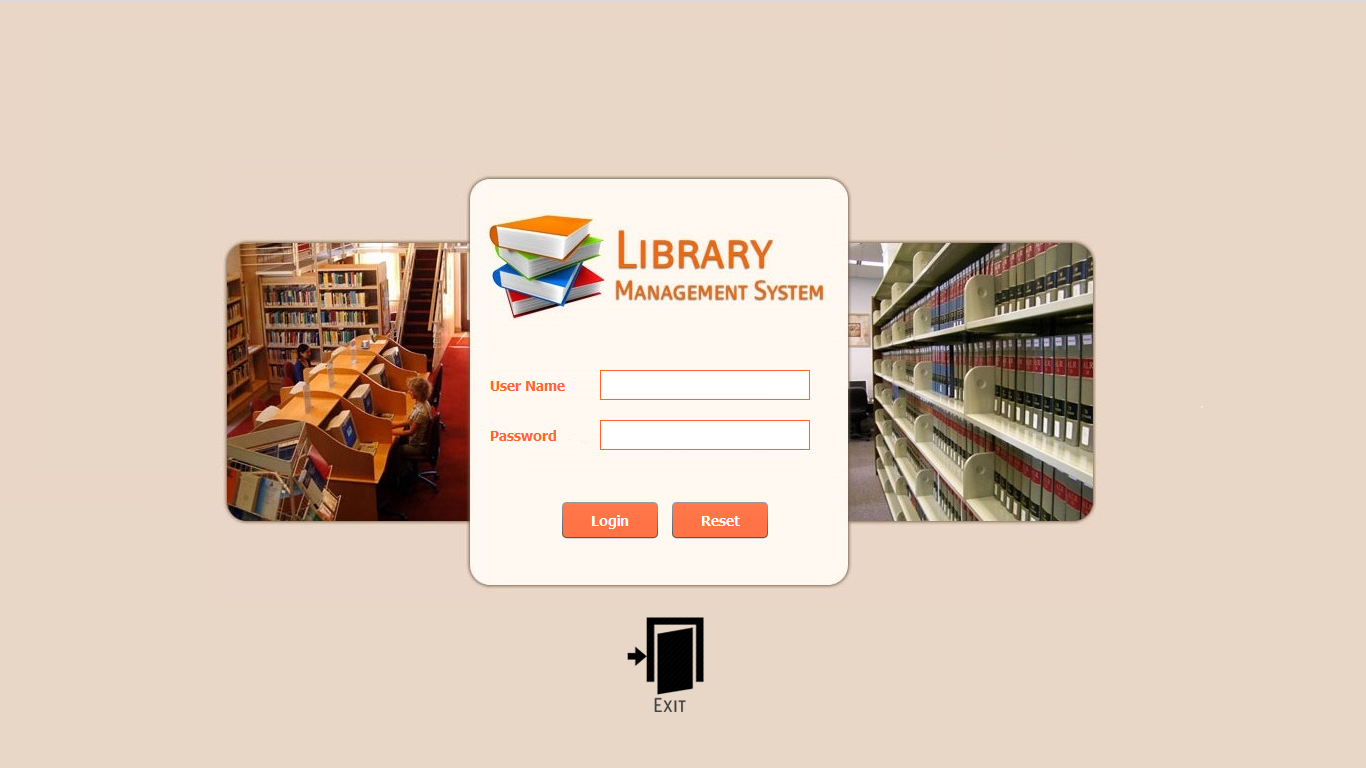 Library
Management System
User Name
Password
Login
Reset
Exit